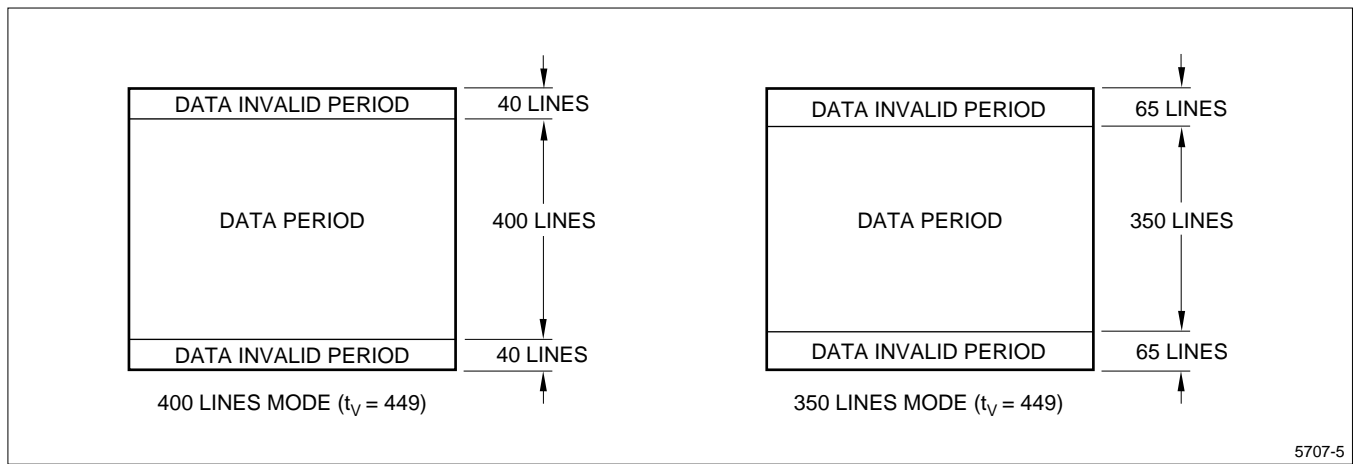 DATA INVALID PERIOD
40 LINES
DATA PERIOD
400 LINES
DATA INVALID PERIOD
40 LINES
400 LINES MODE (tV = 449)
DATA INVALID PERIOD
65 LINES
DATA PERIOD
350 LINES
DATA INVALID PERIOD
65 LINES
350 LINES MODE (tV = 449)
5707-5